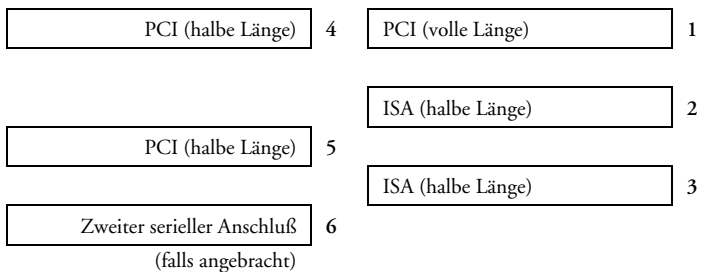 PCI (halbe Länge) 4 PCI (volle Länge) 1
ISA (halbe Länge) 2
PCI (halbe Länge) 5
ISA (halbe Länge) 3
Zweiter serieller Anschluß 6
(falls angebracht)